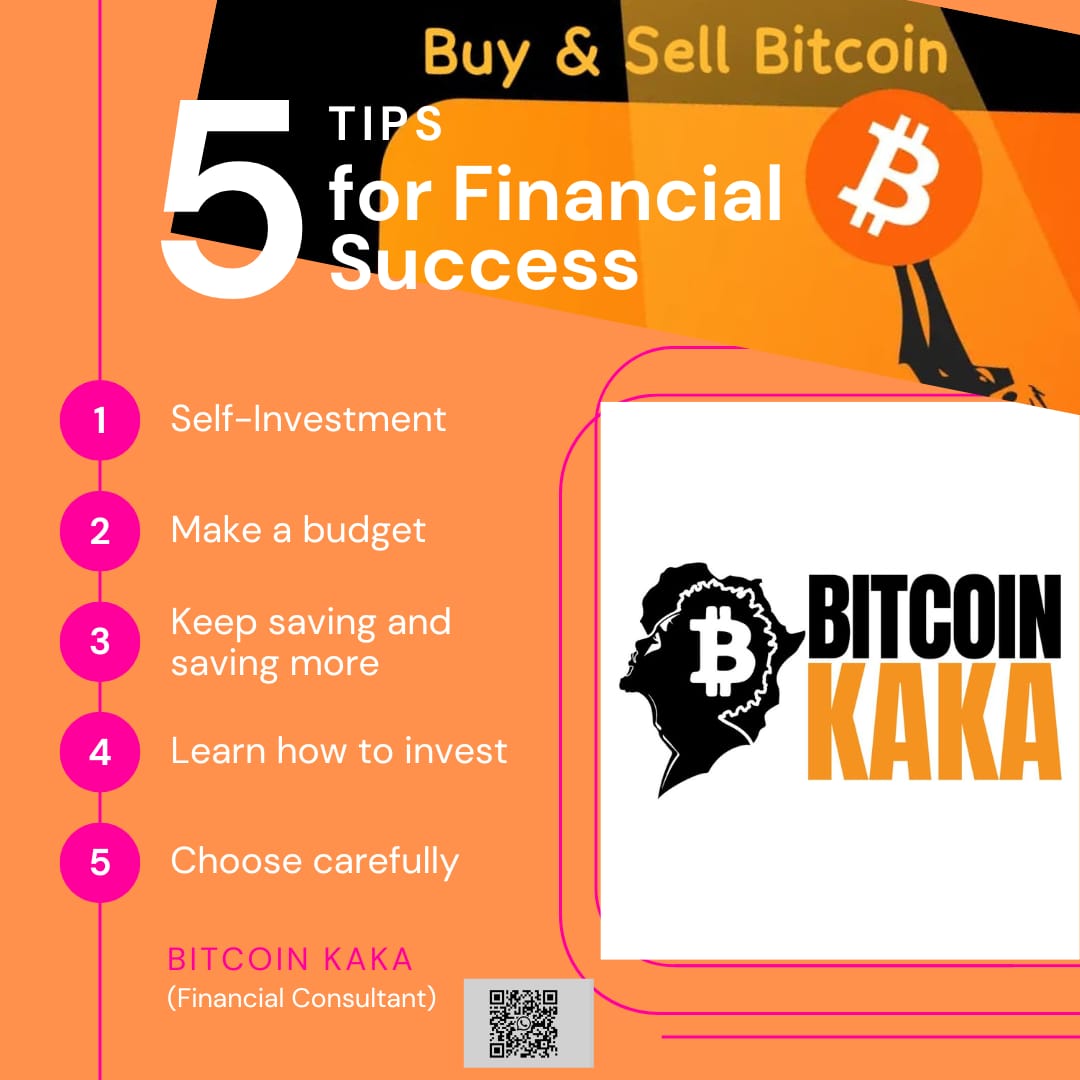 Buy & Sell Bitcoin
5
TIPS
for Financial
Success
1
Self-Investment
2
Make a budget
3
Keep saving and
saving more
4
Learn how to invest
5
Choose carefully
BITCOIN KAKA
(Financial Consultant)
BITCOIN
KAKA